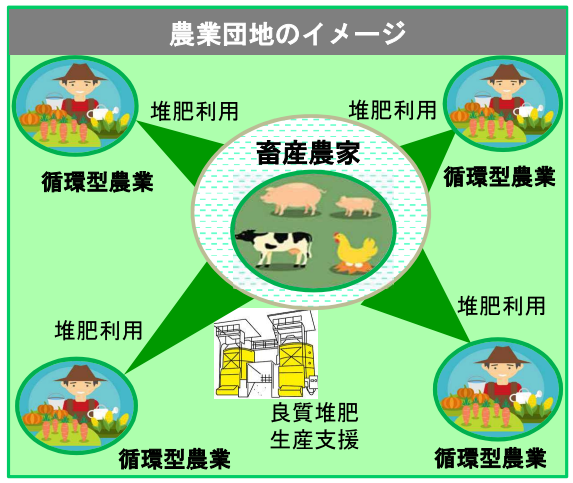 農業団地のイメージ
堆肥利用
堆肥利用
畜産農家
循環型農業
循環型農業
堆肥利用
堆肥利用
良質堆肥
生産支援
循環型農業
循環型農業